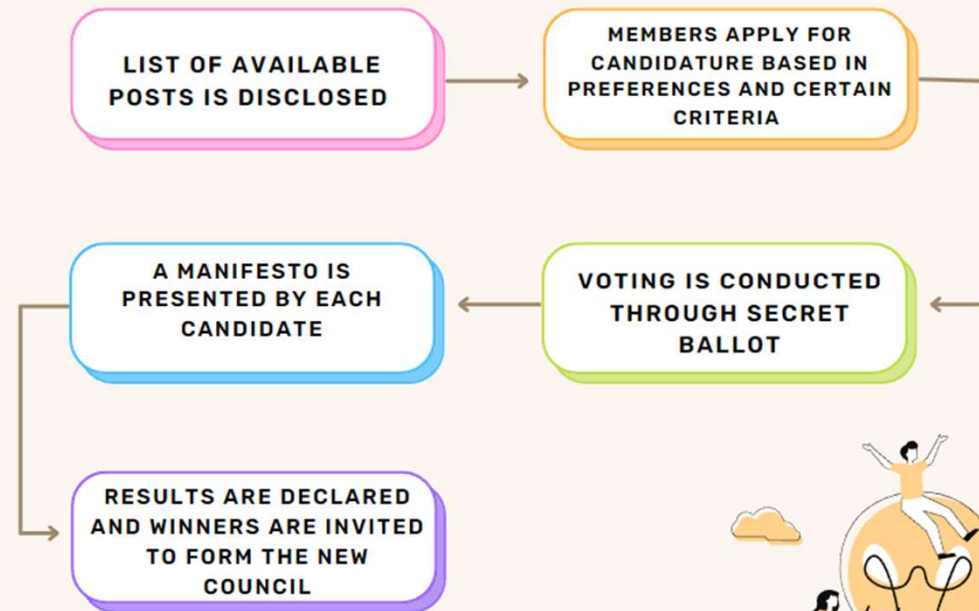 LIST OF AVAILABLE
POSTS IS DISCLOSED
MEMBERS APPLY FOR
CANDIDATURE BASED IN
PREFERENCES AND CERTAIN
CRITERIA
VOTING IS CONDUCTED
THROUGH SECRET
BALLOT
A MANIFESTO IS
PRESENTED BY EACH
CANDIDATE
RESULTS ARE DECLARED
AND WINNERS ARE INVITED
TO FORM THE NEW
COUNCIL